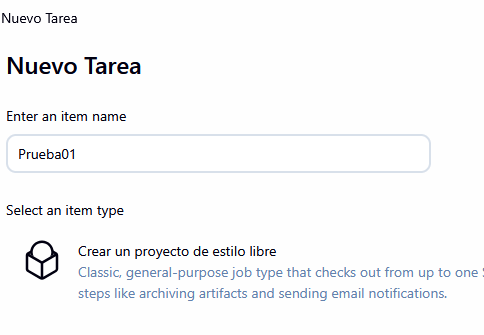 Nuevo Tarea
Nuevo Tarea
Enter an item name
Prueba01
Select an item type
Crear un proyecto de estilo libre
Classic, general-purpose job type that checks out from up to one
steps like archiving artifacts and sending email notifications.